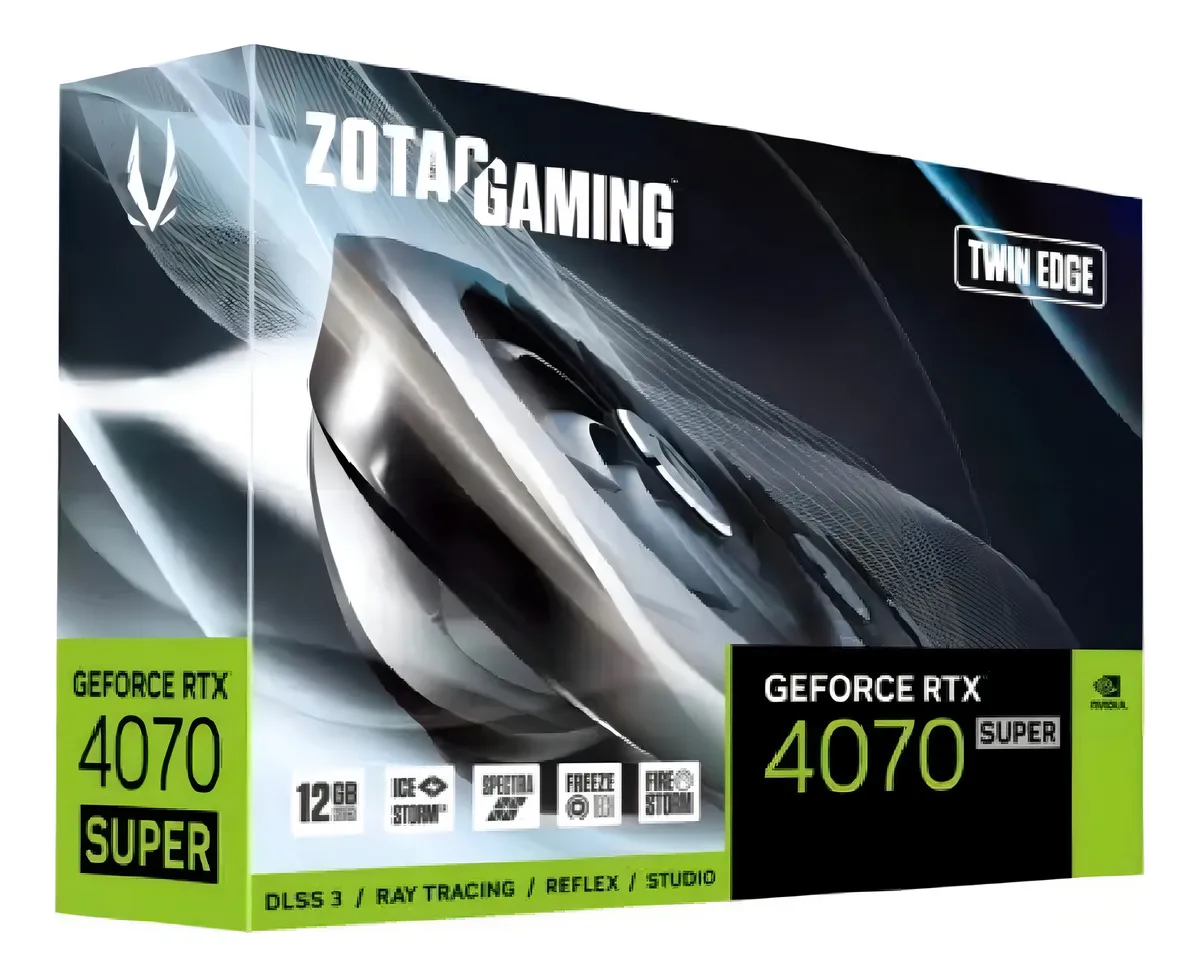 ZOTAC GAMING
TWIN EDGE
GEFORCE RTX
4070
SUPER
12GB
ICE
STORM
SPECTRA
FREEZE
FIRE
STORM
DLSS 3 / RAY TRACING / REFLEX / STUDIO
GEFORCE RTX
4070 SUPER